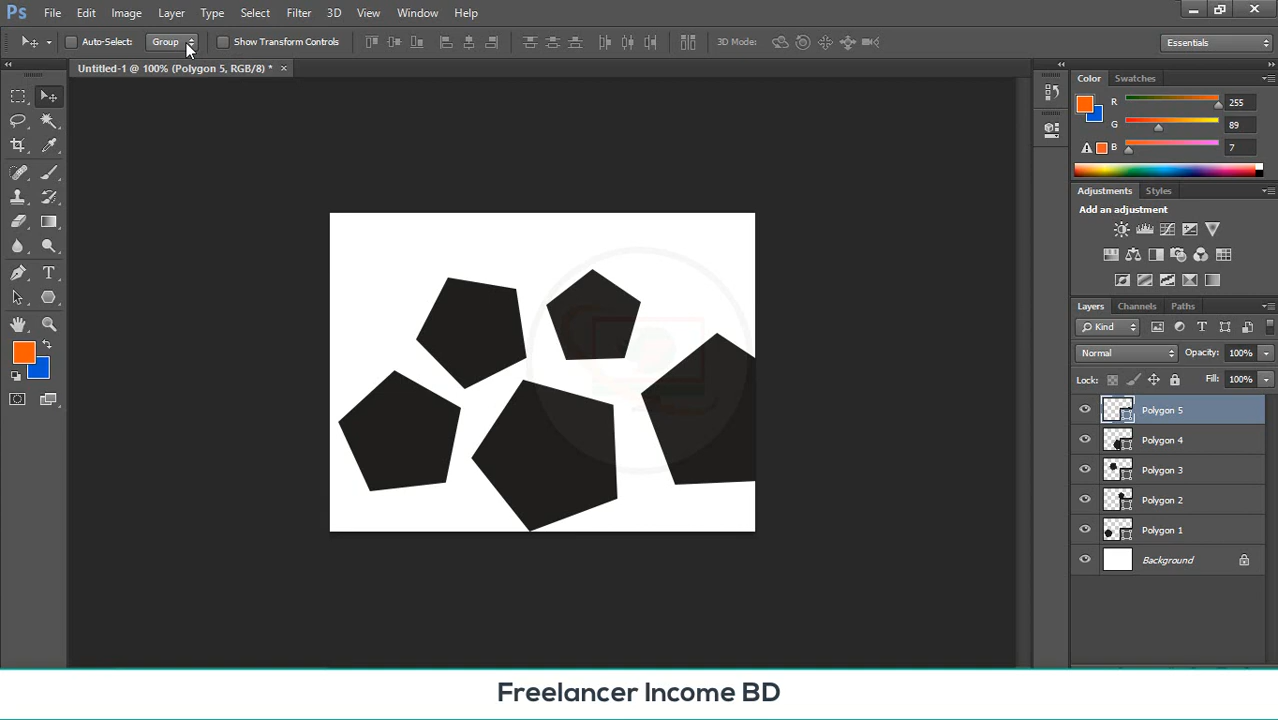 Ps File Edit Image Layer Type Select Filter 3D View Window Help
Auto-Select: Group Show Transform Controls 3D Mode: Essentials
Untitled-1 @ 100% (Polygon 5, RGB/8) * ×
Color Swatches
R 255
G 89
B 7
Adjustments Styles
Add an adjustment
Layers Channels Paths
Kind T
Normal Opacity: 100%
Lock: Fill: 100%
Polygon 5
Polygon 4
Polygon 3
Polygon 2
Polygon 1
Background
Freelancer Income BD